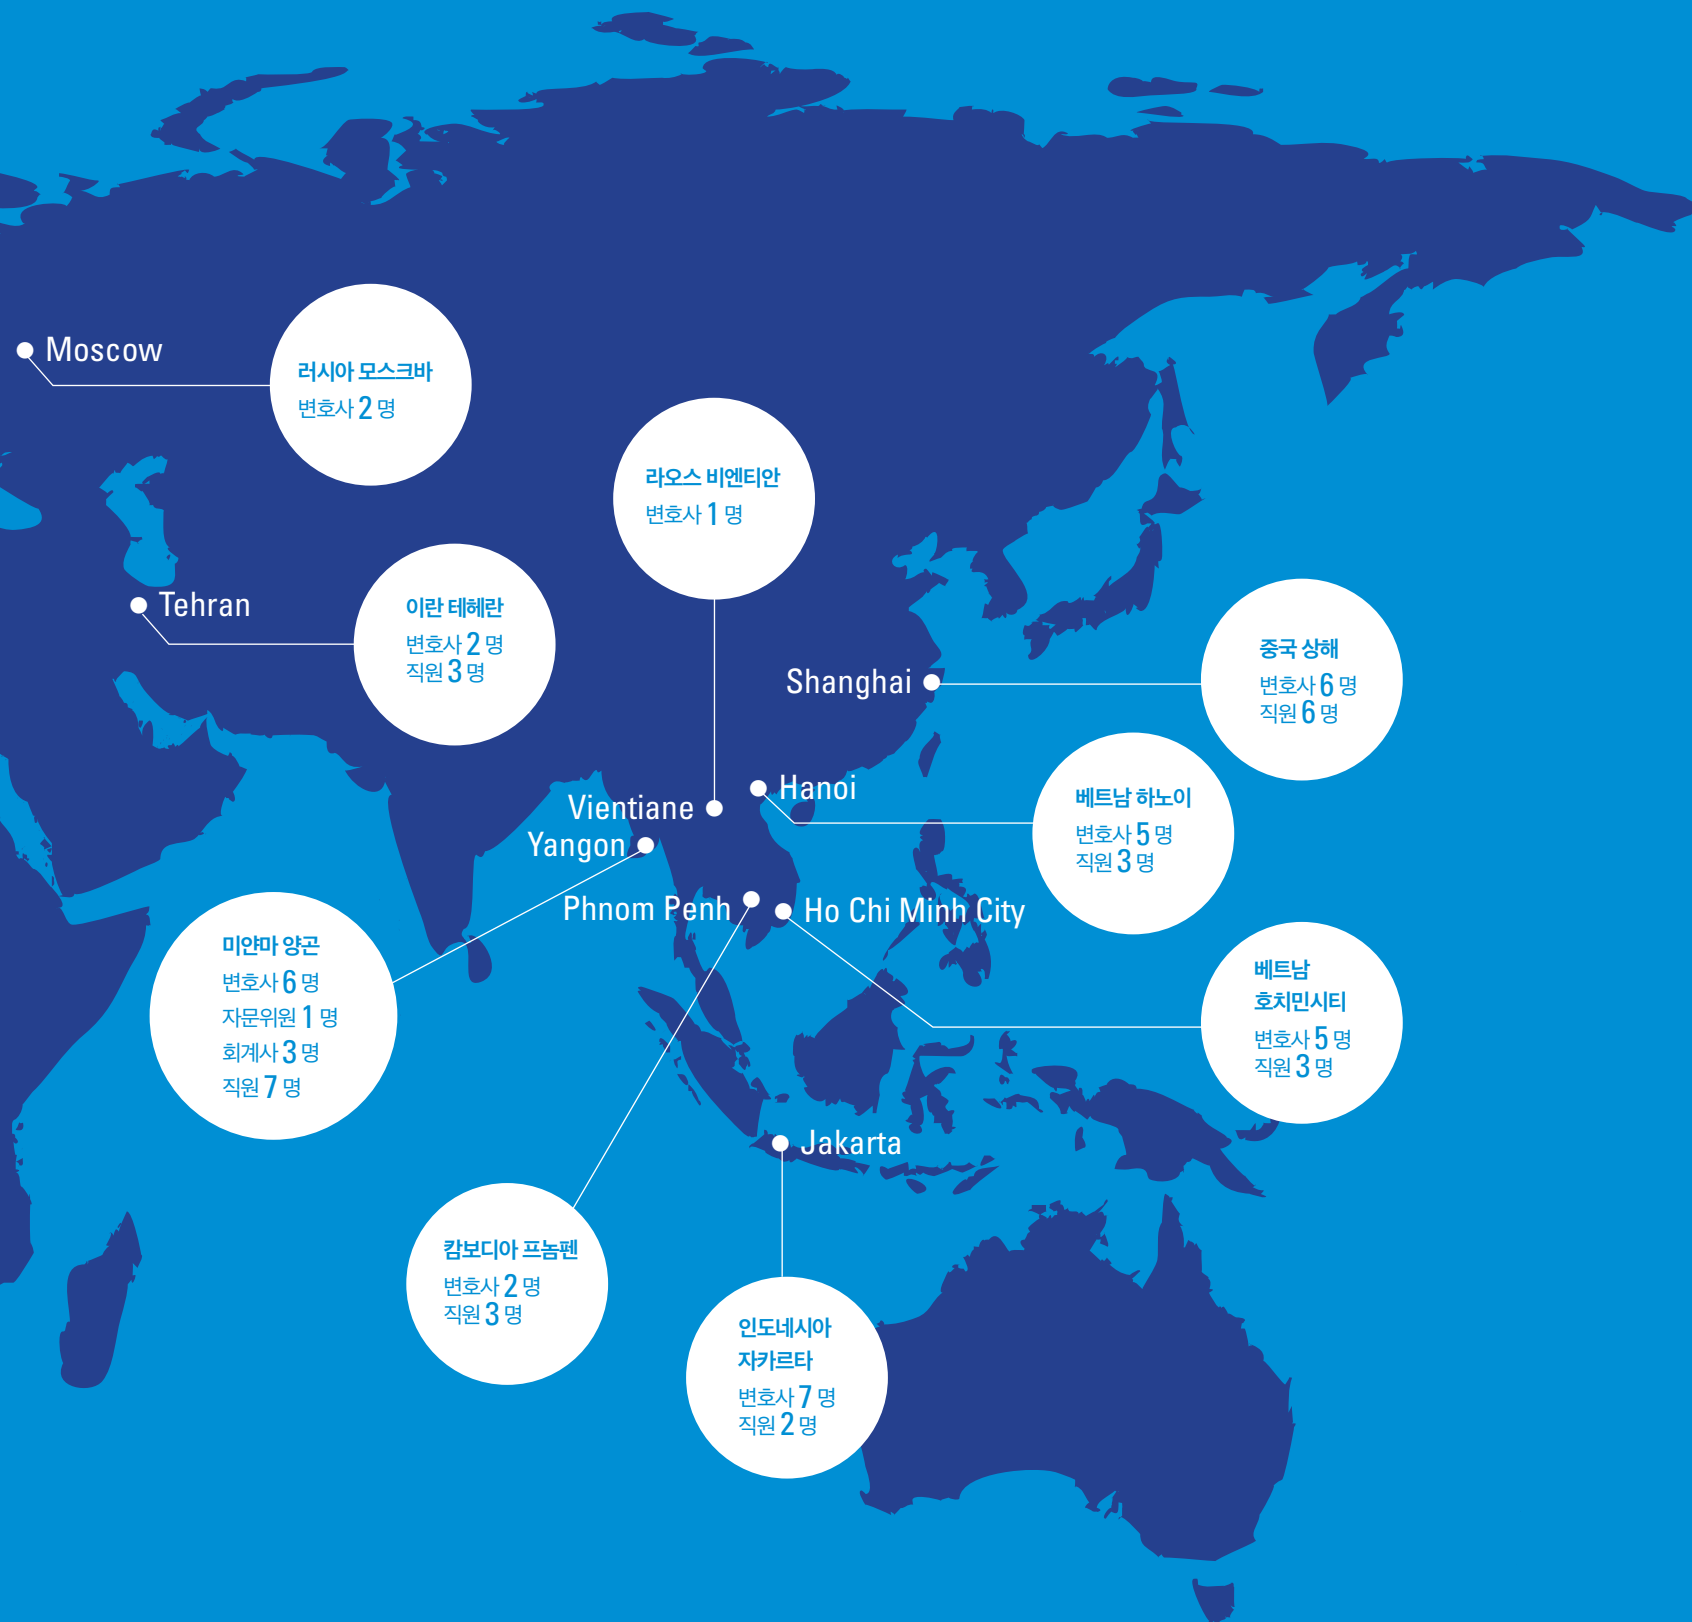 Moscow
러시아 모스크바
변호사 2 명
라오스 비엔티안
변호사 1 명
Tehran
이란 테헤란
변호사 2 명
직원 3 명
Shanghai
중국 상해
변호사 6 명
직원 6 명
Hanoi
베트남 하노이
변호사 5 명
직원 3 명
Vientiane
Yangon
Phnom Penh
Ho Chi Minh City
미얀마 양곤
변호사 6 명
자문위원 1 명
회계사 3 명
직원 7 명
베트남
호치민시티
변호사 5 명
직원 3 명
Jakarta
캄보디아 프놈펜
변호사 2 명
직원 3 명
인도네시아
자카르타
변호사 7 명
직원 2 명